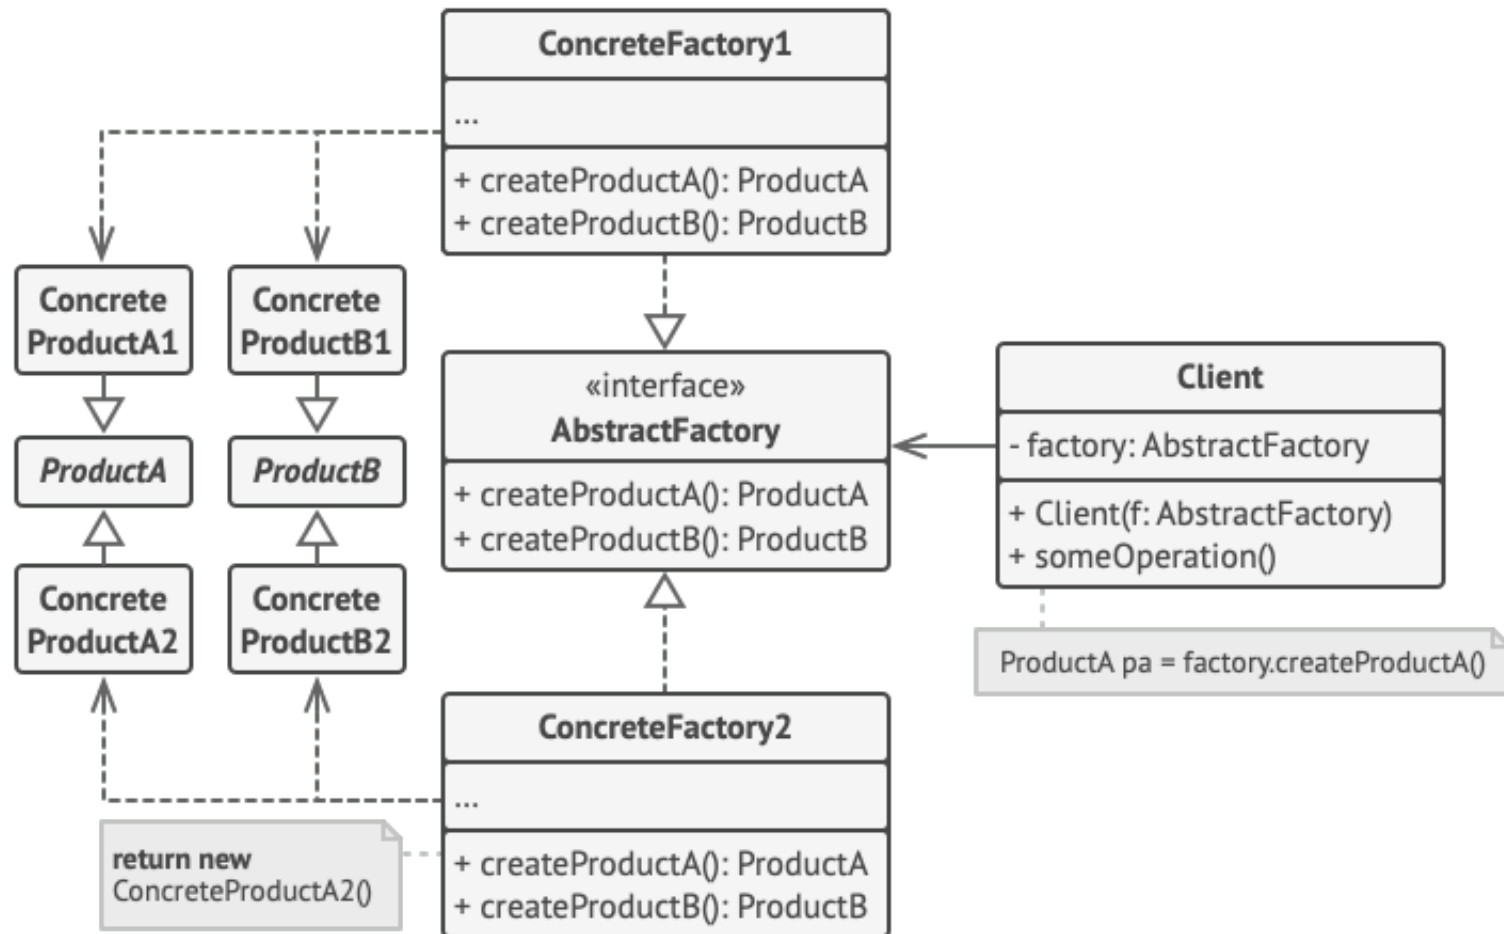 ConcreteFactory1
...
+ createProductA(): ProductA
+ createProductB(): ProductB
Concrete
ProductA1
Concrete
ProductB1
ProductA
ProductB
Concrete
ProductA2
Concrete
ProductB2
«interface»
AbstractFactory
+ createProductA(): ProductA
+ createProductB(): ProductB
Client
- factory: AbstractFactory
+ Client(f: AbstractFactory)
+ someOperation()
ProductA pa = factory.createProductA()
ConcreteFactory2
...
+ createProductA(): ProductA
+ createProductB(): ProductB
return new
ConcreteProductA2()